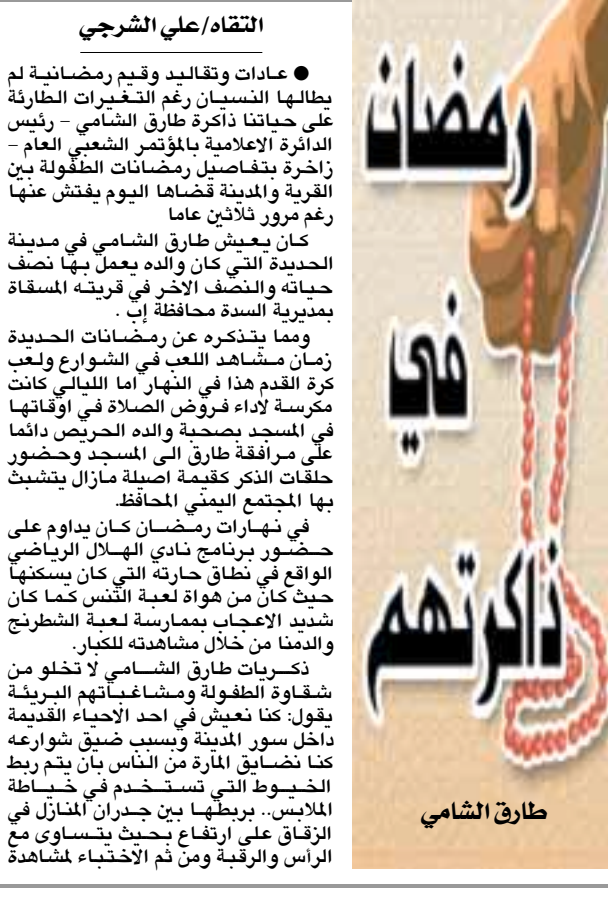 رمضان
في
ذاكرتهم
طارق الشامي
التقاه/علي الشرجي
● عادات وتقاليد وقيم رمضانية لم
يطالها النسيان رغم التغيرات الطارئة
على حياتنا ذاكرة طارق الشامي – رئيس
الدائرة الاعلامية بالمؤتمر الشعبي العام –
زاخرة بتفاصيل رمضانات الطفولة بين
القرية والمدينة قضاها اليوم يفتش عنها
رغم مرور ثلاثين عاما
كان يعيش طارق الشامي في مدينة
الحديدة التي كان والده يعمل بها نصف
حياته والنصف الاخر في قريته المسقاة
بمديرية السدة محافظة إب .
ومما يتذكره عن رمضانات الحديدة
زمان مشاهد اللعب في الشوارع ولعب
كرة القدم هذا في النهار اما الليالي كانت
مكرسة لاداء فروض الصلاة في اوقاتها
في المسجد بصحبة والده الحريص دائما
على مرافقة طارق الى المسجد وحضور
حلقات الذكر كقيمة اصيلة مازال يتشبث
بها المجتمع اليمني المحافظ.
في نهارات رمضان كان يداوم على
حضور برنامج نادي الهلال الرياضي
الواقع في نطاق حارته التي كان يسكنها
حيث كان من هواة لعبة التنس كما كان
شديد الاعجاب بممارسة لعبة الشطرنج
والدمنا من خلال مشاهدته للكبار.
ذكريات طارق الشامي لا تخلو من
شقاوة الطفولة ومشاغباتهم البريئة
يقول: كنا نعيش في احد الاحياء القديمة
داخل سور المدينة وبسبب ضيق شوارعه
كنا نضايق المارة من الناس بان يتم ربط
الخيوط التي تستخدم في خياطة
الملابس.. بربطها بين جدران المنازل في
الزقاق على ارتفاع بحيث يتساوى مع
الرأس والرقبة ومن ثم الاختباء لمشاهدة